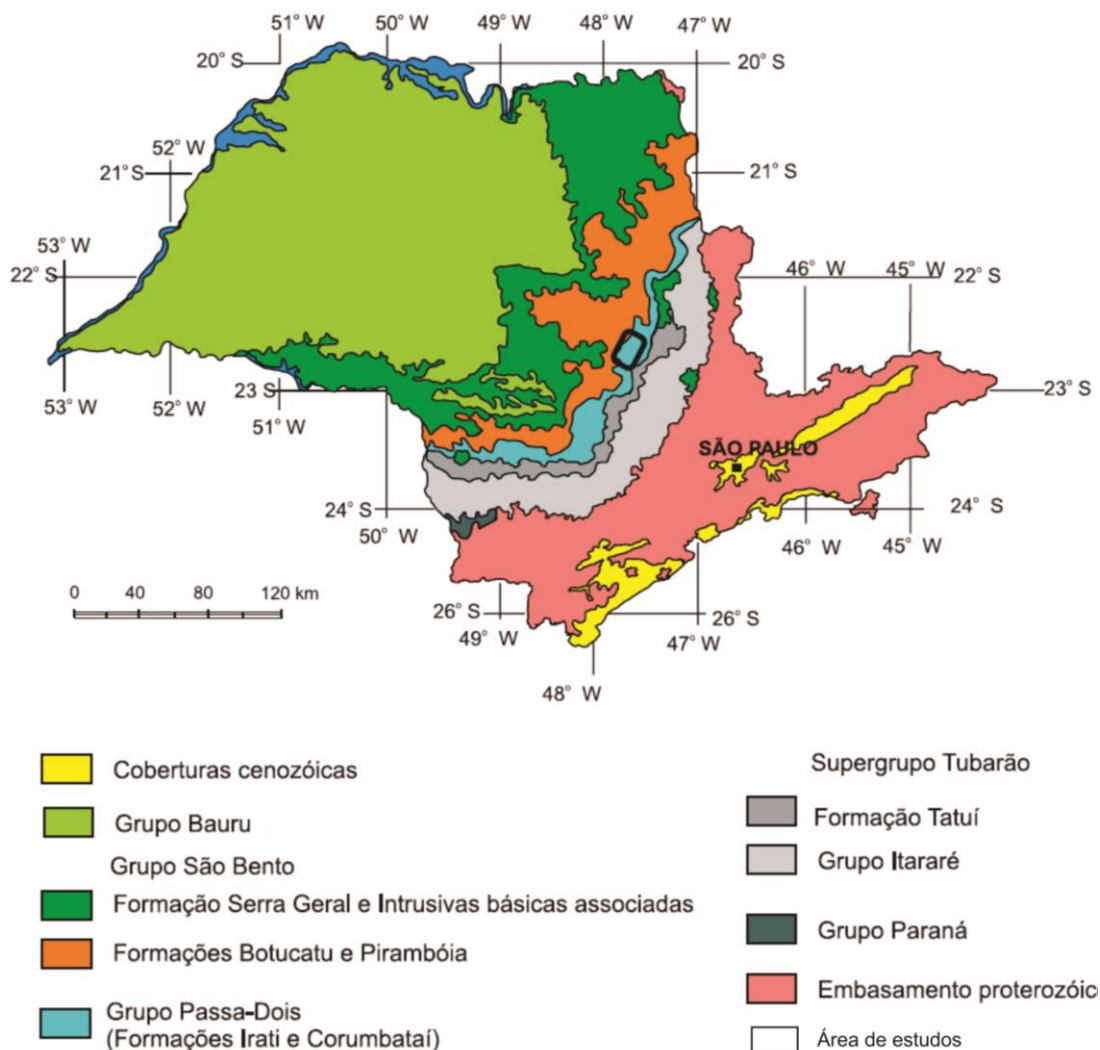 51° W
50° W
49° W
48° W
47° W
20° S
20° S
52° W
21° S
21° S
53° W
22° S
46° W
45° W
22° S
53° W
52° W
23 S
51° W
23° S
SÃO PAULO
24° S
50° W
24° S
46° W
45° W
0 40 80 120 km
26° S
49° W
26° S
47° W
48° W
Coberturas cenozóicas
Grupo Bauru
Grupo São Bento
Formação Serra Geral e Intrusivas básicas associadas
Formações Botucatu e Pirambóia
Grupo Passa-Dois
(Formações Irati e Corumbataí)
Supergrupo Tubarão
Formação Tatuí
Grupo Itararé
Grupo Paraná
Embasamento proterozóic
Área de estudos